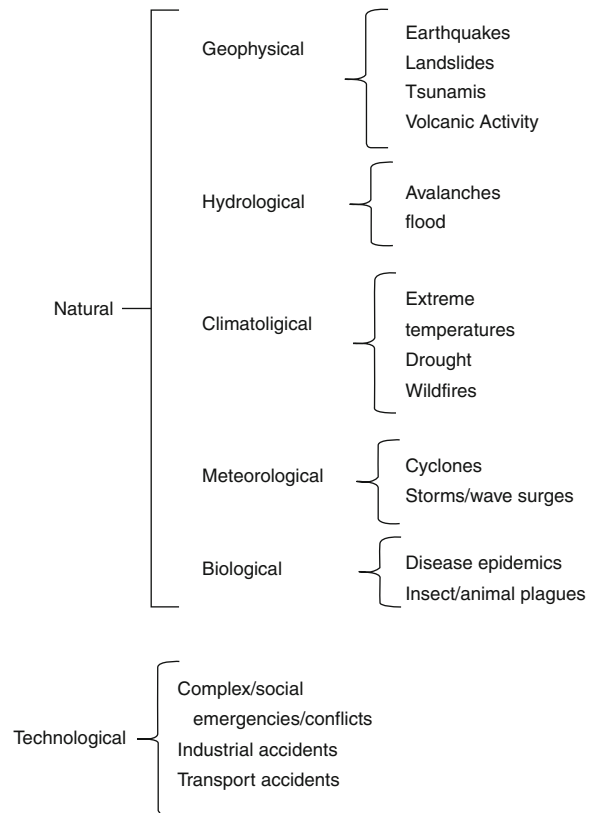 Geophysical
Earthquakes
Landslides
Tsunamis
Volcanic Activity
Hydrological
Avalanches
flood
Natural
Climatoligical
Extreme
temperatures
Drought
Wildfires
Meteorological
Cyclones
Storms/wave surges
Biological
Disease epidemics
Insect/animal plagues
Technological
Complex/social
emergencies/conflicts
Industrial accidents
Transport accidents